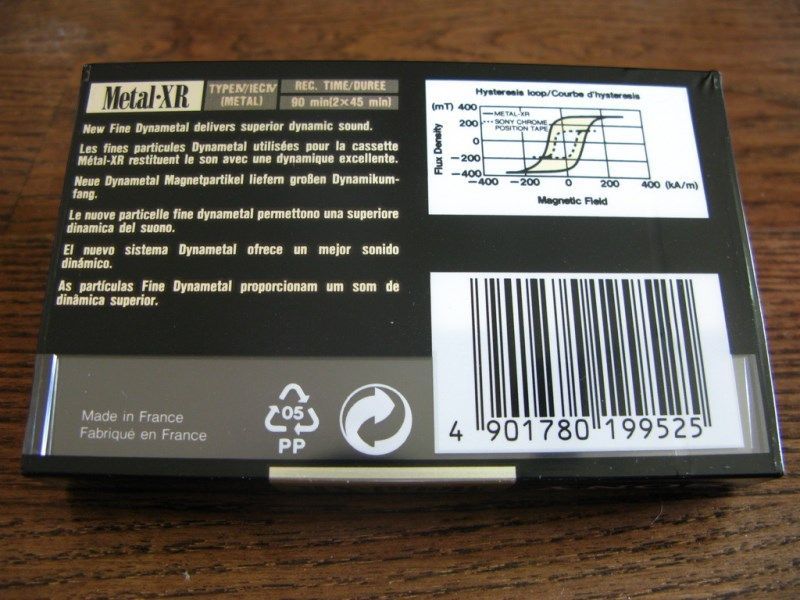 Metal·XR
TYPEⅣ/IECⅣ
(METAL)
REC. TIME/DURÉE
90 min(2×45 min)
New Fine Dynametal delivers superior dynamic sound.
Les fines particules Dynametal utilisées pour la cassette
Métal-XR restituent le son avec une dynamique excellente.
Neue Dynametal Magnetpartikel liefern großen Dynamikum-
fang.
Le nuove particelle fine dynametal permettono una superiore
dinamica del suono.
El nuevo sistema Dynametal ofrece un mejor sonido
dinámico.
As partículas Fine Dynametal proporcionam um som de
dinâmica superior.
Hysteresis loop/Courbe d'hysteresis
(mT)
400
200
0
−200
−400
Flux Density
METAL-XR
SONY CHROME
POSITION TAPE
−400 −200 0 200 400 (kA/m)
Magnetic Field
Made in France
Fabriqué en France
05
PP
4 901780 199525